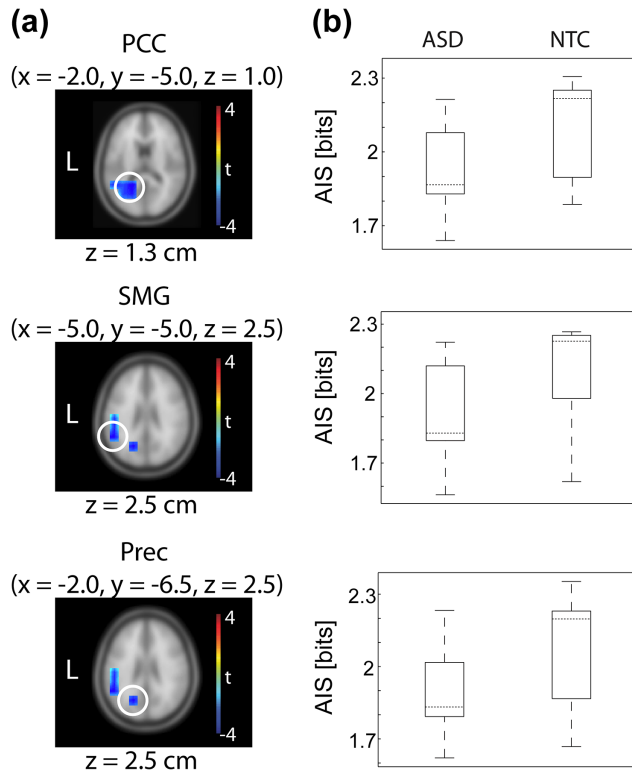 (a)
PCC
(x = -2.0, y = -5.0, z = 1.0)
L
4
t
-4
z = 1.3 cm
SMG
(x = -5.0, y = -5.0, z = 2.5)
L
4
t
-4
z = 2.5 cm
Prec
(x = -2.0, y = -6.5, z = 2.5)
L
4
t
-4
z = 2.5 cm
(b)
ASD NTC
AIS [bits]
2.3
2
1.7
AIS [bits]
2.3
2
1.7
AIS [bits]
2.3
2
1.7